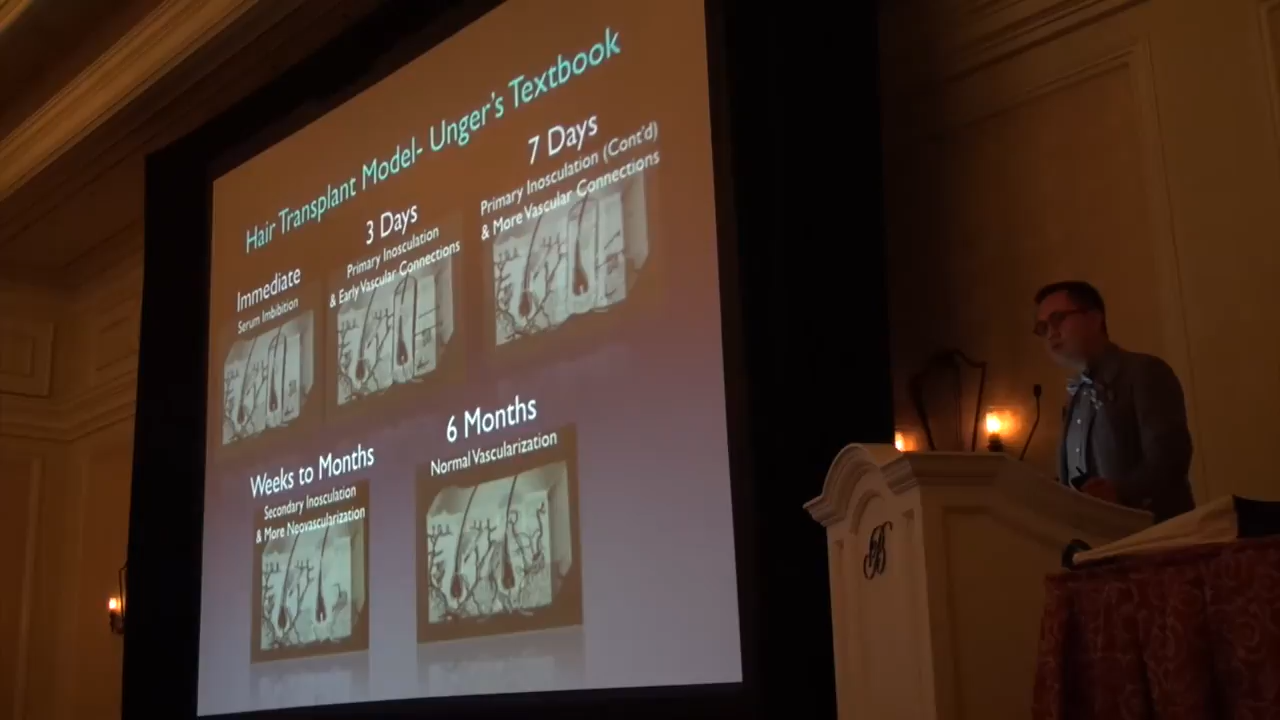 Hair Transplant Model- Unger's Textbook
Immediate
Serum Imbibition
3 Days
Primary Inosculation
& Early Vascular Connections
7 Days
Primary Inosculation (Cont'd)
& More Vascular Connections
Weeks to Months
Secondary Inosculation
& More Neovascularization
6 Months
Normal Vascularization
B